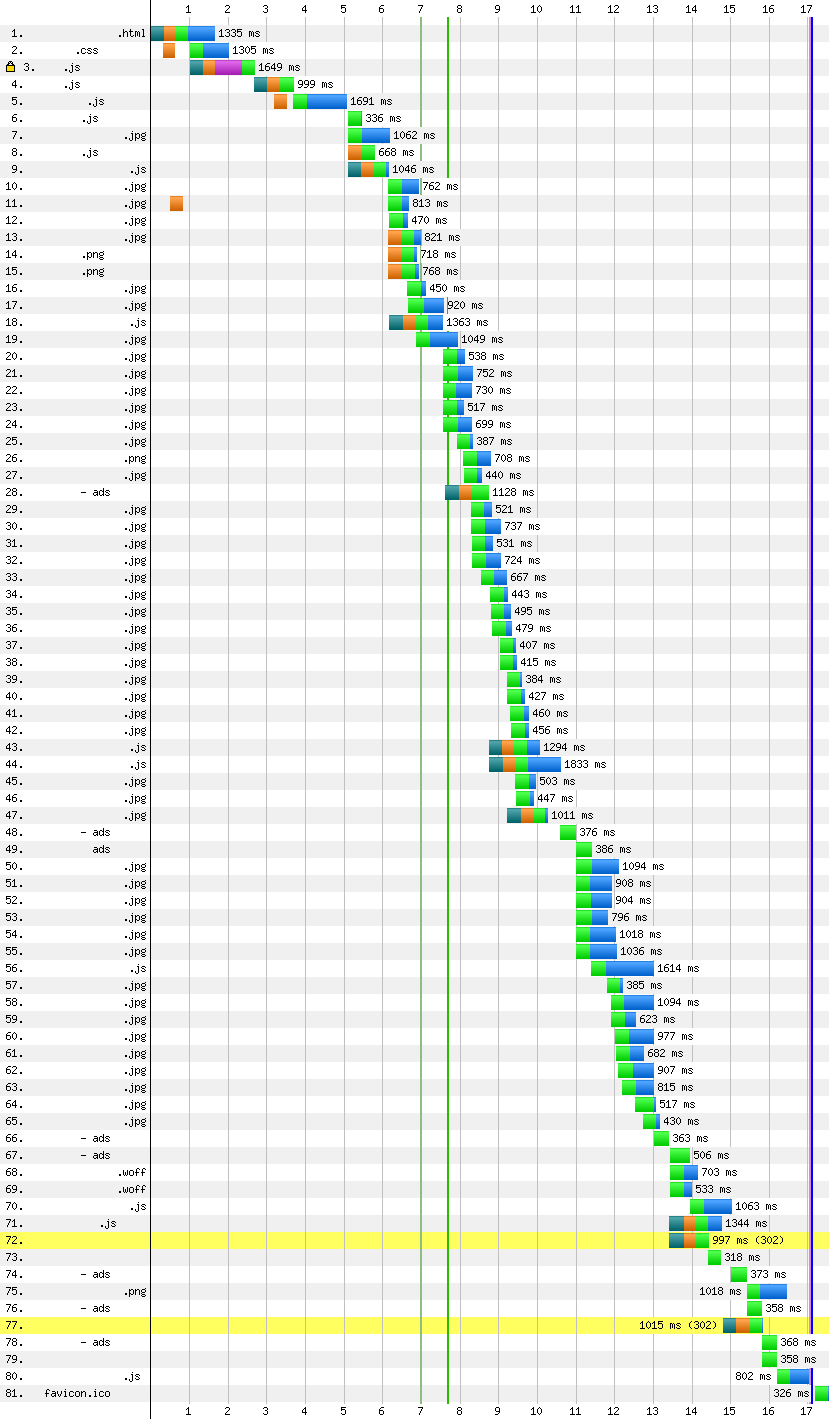 1 2 3 4 5 6 7 8 9 10 11 12 13 14 15 16 17
1. .html 1335 ms
2. .css 1305 ms
3. .js 1649 ms
4. .js 999 ms
5. .js 1691 ms
6. .js 336 ms
7. .jpg 1062 ms
8. .js 668 ms
9. .js 1046 ms
10. .jpg 762 ms
11. .jpg 813 ms
12. .jpg 470 ms
13. .jpg 821 ms
14. .png 718 ms
15. .png 768 ms
16. .jpg 450 ms
17. .jpg 920 ms
18. .js 1363 ms
19. .jpg 1049 ms
20. .jpg 538 ms
21. .jpg 752 ms
22. .jpg 730 ms
23. .jpg 517 ms
24. .jpg 699 ms
25. .jpg 387 ms
26. .png 708 ms
27. .jpg 440 ms
28. - ads 1128 ms
29. .jpg 521 ms
30. .jpg 737 ms
31. .jpg 531 ms
32. .jpg 724 ms
33. .jpg 667 ms
34. .jpg 443 ms
35. .jpg 495 ms
36. .jpg 479 ms
37. .jpg 407 ms
38. .jpg 415 ms
39. .jpg 384 ms
40. .jpg 427 ms
41. .jpg 460 ms
42. .jpg 456 ms
43. .js 1294 ms
44. .js 1833 ms
45. .jpg 503 ms
46. .jpg 447 ms
47. .jpg 1011 ms
48. - ads 376 ms
49. ads 386 ms
50. .jpg 1094 ms
51. .jpg 908 ms
52. .jpg 904 ms
53. .jpg 796 ms
54. .jpg 1018 ms
55. .jpg 1036 ms
56. .js 1614 ms
57. .jpg 385 ms
58. .jpg 1094 ms
59. .jpg 623 ms
60. .jpg 977 ms
61. .jpg 682 ms
62. .jpg 907 ms
63. .jpg 815 ms
64. .jpg 517 ms
65. .jpg 430 ms
66. - ads 363 ms
67. - ads 506 ms
68. .woff 703 ms
69. .woff 533 ms
70. .js 1063 ms
71. .js 1344 ms
72. 997 ms (302)
73. 318 ms
74. - ads 373 ms
75. .png 1018 ms
76. - ads 358 ms
77. 1015 ms (302)
78. - ads 368 ms
79. 358 ms
80. .js 802 ms
81. favicon.ico 326 ms
1 2 3 4 5 6 7 8 9 10 11 12 13 14 15 16 17